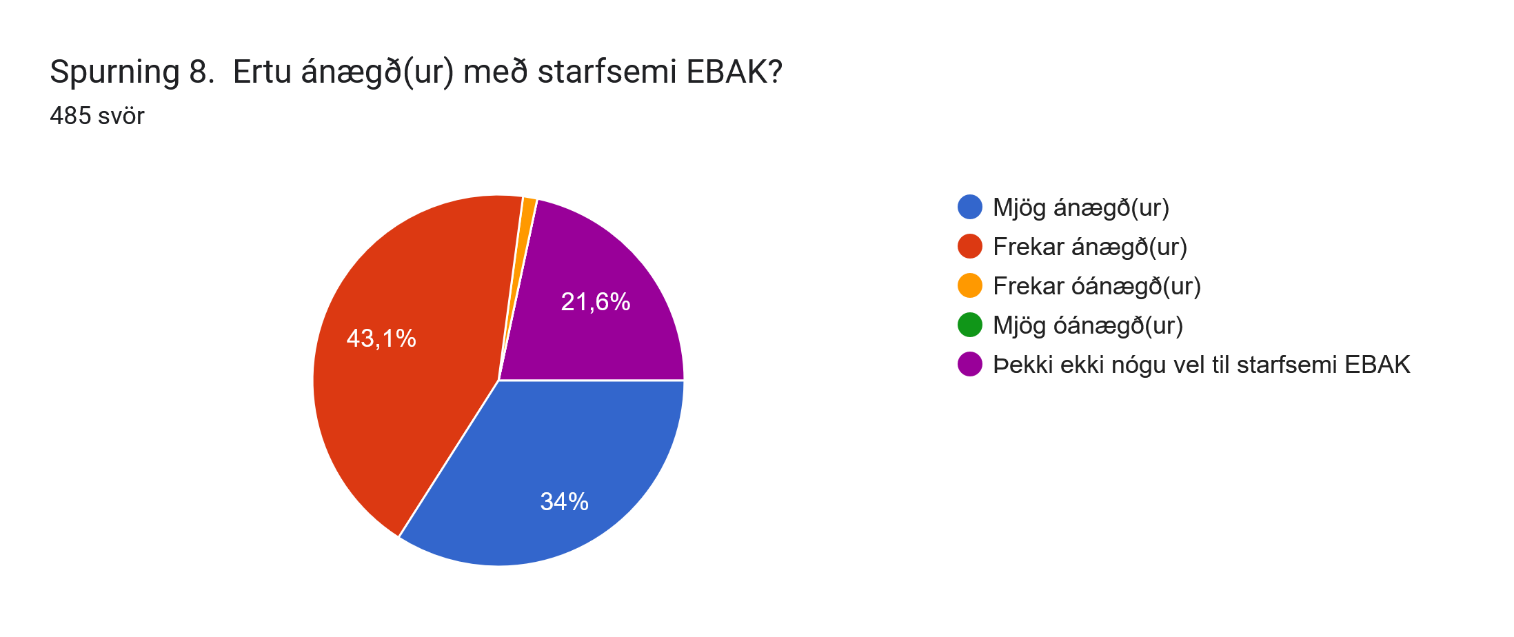 Spurning 8.  Ertu ánægð(ur) með starfsemi EBAK?
485 svör
21,6%
43,1%
34%
Mjög ánægð(ur)
Frekar ánægð(ur)
Frekar óánægð(ur)
Mjög óánægð(ur)
Þekki ekki nógu vel til starfsemi EBAK